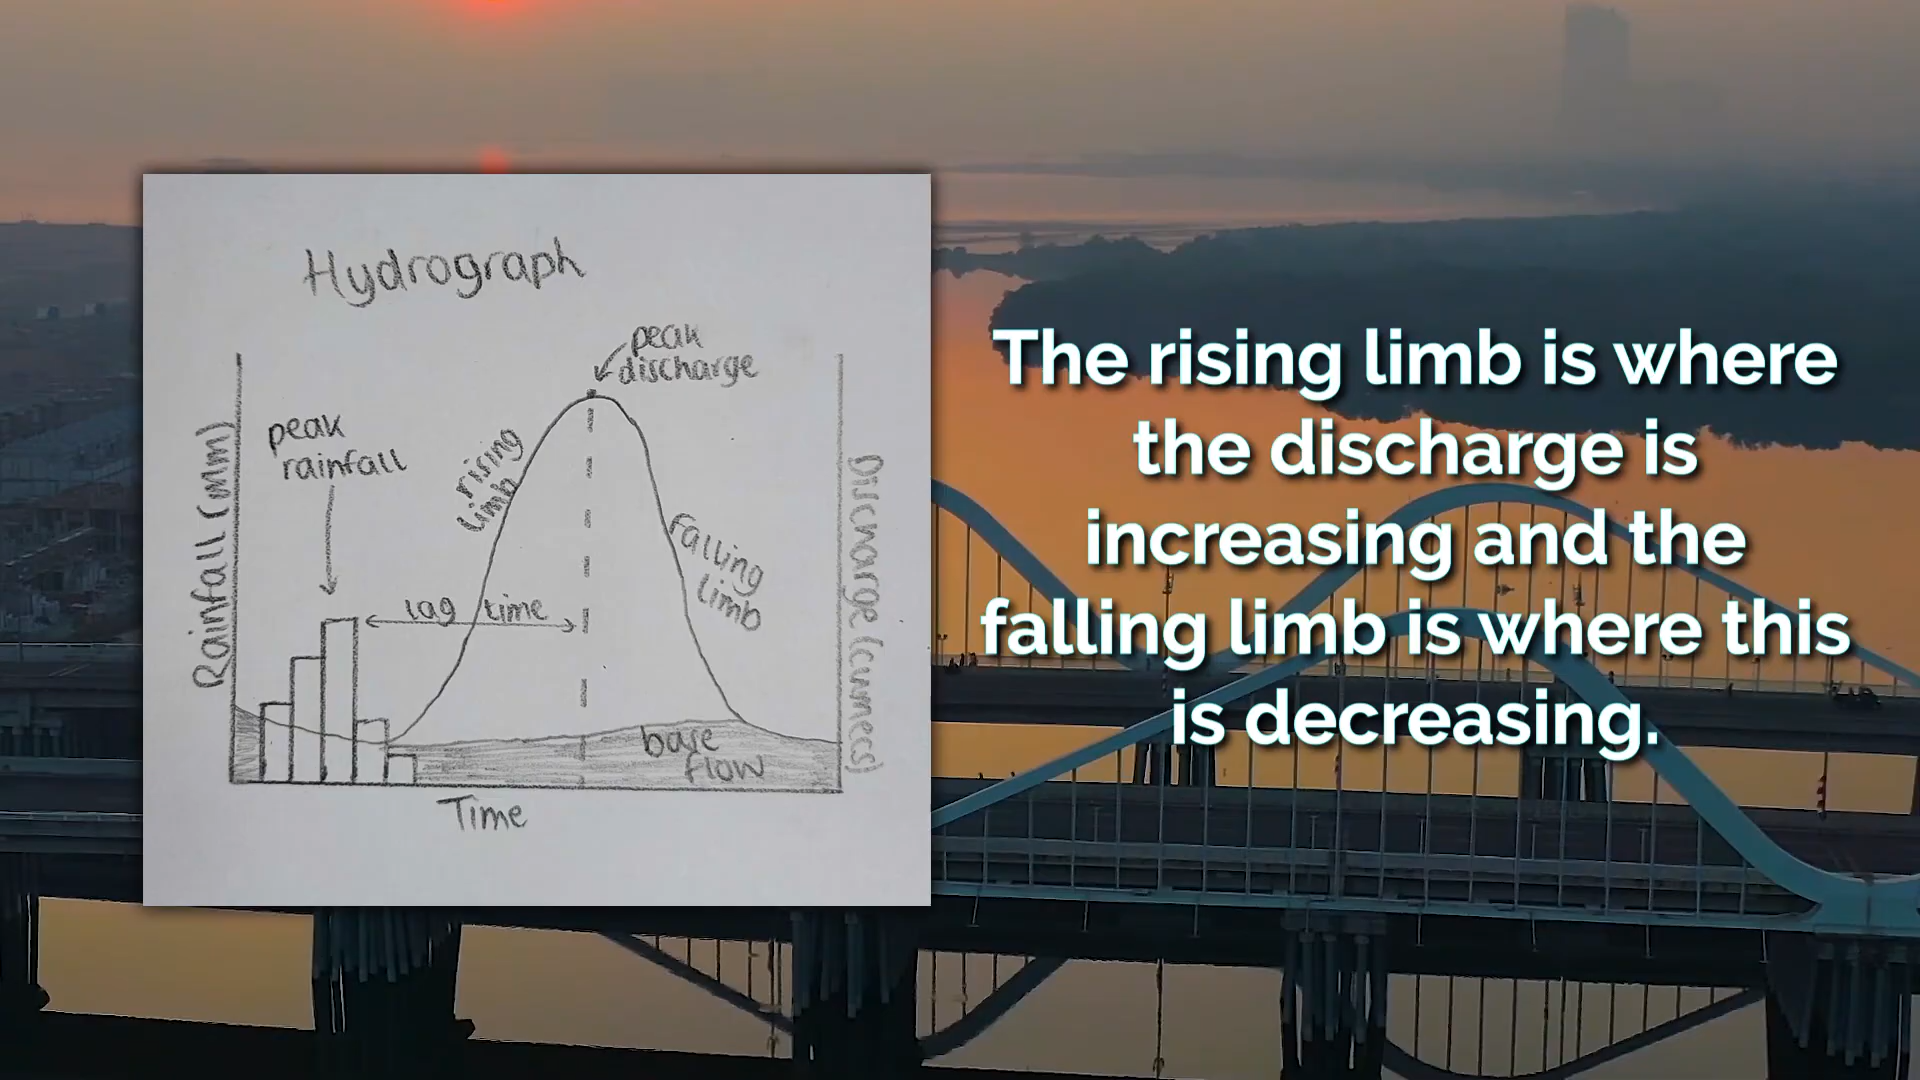 Hydrograph
peak
discharge
peak
rainfall
rising
limb
falling
limb
lag time
base
flow
Rainfall (mm)
Discharge (cumecs)
Time
The rising limb is where
the discharge is
increasing and the
falling limb is where this
is decreasing.